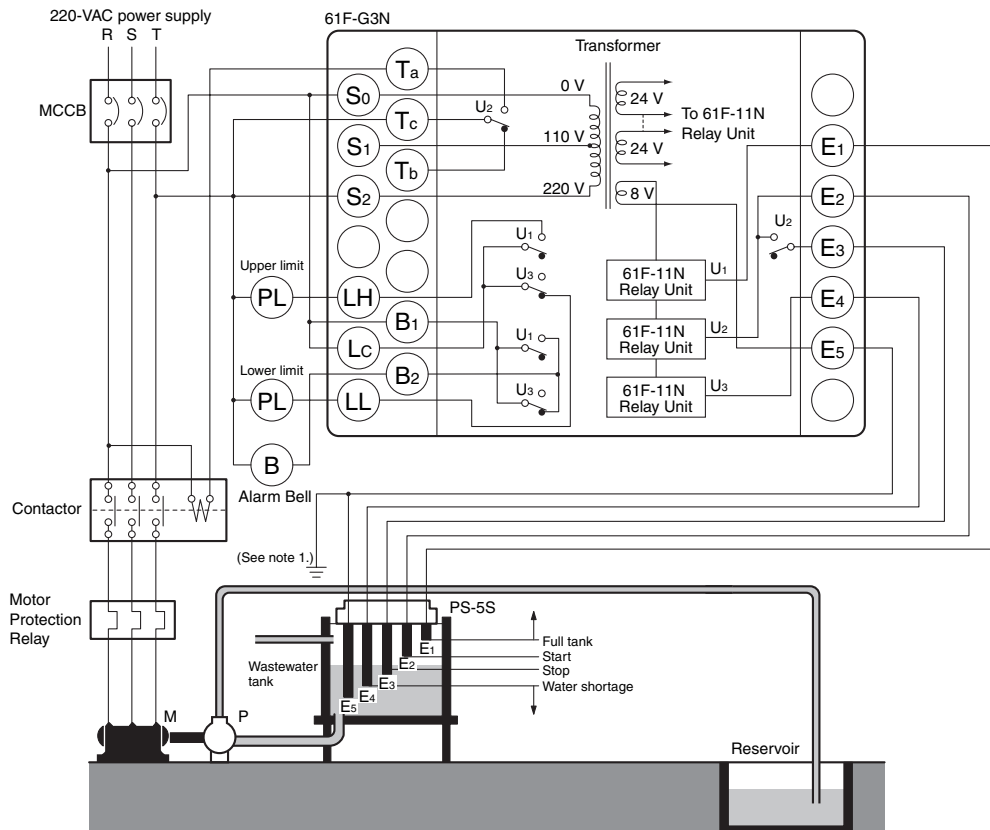 220-VAC power supply
R S T
MCCB
61F-G3N
Transformer
Ta
S0
Tc
S1
Tb
S2
U2
0 V
110 V
220 V
24 V
24 V
8 V
To 61F-11N
Relay Unit
E1
E2
U2
E3
E4
E5
Upper limit
PL
LH
B1
LC
B2
Lower limit
PL
LL
B
Alarm Bell
U1
U3
U1
U3
61F-11N
Relay Unit
U1
61F-11N
Relay Unit
U2
61F-11N
Relay Unit
U3
Contactor
(See note 1.)
Motor
Protection
Relay
PS-5S
Wastewater
tank
E1
E2
E3
E4
E5
Full tank
Start
Stop
Water shortage
M
P
Reservoir